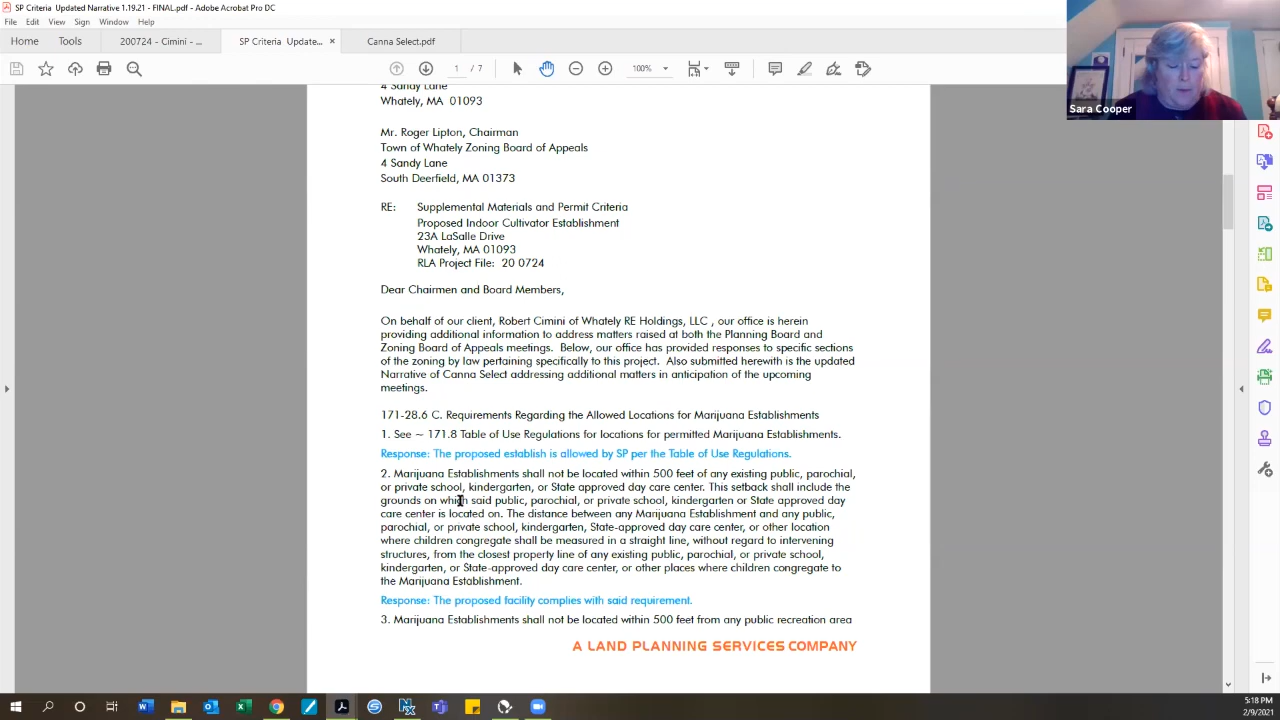 SP Criteria Updated Narrative 1.19.21 - FINAL.pdf - Adobe Acrobat Pro DC
File Edit View Sign Window Help
Home Tools 200724 - Cimini - ... SP Criteria Update... × Canna Select.pdf
1 / 7 100%
Sara Cooper
4 Sandy Lane
Whately, MA 01093
Mr. Roger Lipton, Chairman
Town of Whately Zoning Board of Appeals
4 Sandy Lane
South Deerfield, MA 01373
RE: Supplemental Materials and Permit Criteria
Proposed Indoor Cultivator Establishment
23A LaSalle Drive
Whately, MA 01093
RLA Project File: 20 0724
Dear Chairmen and Board Members,
On behalf of our client, Robert Cimini of Whately RE Holdings, LLC , our office is herein
providing additional information to address matters raised at both the Planning Board and
Zoning Board of Appeals meetings. Below, our office has provided responses to specific sections
of the zoning by law pertaining specifically to this project. Also submitted herewith is the updated
Narrative of Canna Select addressing additional matters in anticipation of the upcoming
meetings.
171-28.6 C. Requirements Regarding the Allowed Locations for Marijuana Establishments
1. See ~ 171.8 Table of Use Regulations for locations for permitted Marijuana Establishments.
Response: The proposed establish is allowed by SP per the Table of Use Regulations.
2. Marijuana Establishments shall not be located within 500 feet of any existing public, parochial,
or private school, kindergarten, or State approved day care center. This setback shall include the
grounds on which said public, parochial, or private school, kindergarten or State approved day
care center is located on. The distance between any Marijuana Establishment and any public,
parochial, or private school, kindergarten, State-approved day care center, or other location
where children congregate shall be measured in a straight line, without regard to intervening
structures, from the closest property line of any existing public, parochial, or private school,
kindergarten, or State-approved day care center, or other places where children congregate to
the Marijuana Establishment.
Response: The proposed facility complies with said requirement.
3. Marijuana Establishments shall not be located within 500 feet from any public recreation area
A LAND PLANNING SERVICES COMPANY
5:18 PM
2/9/2021